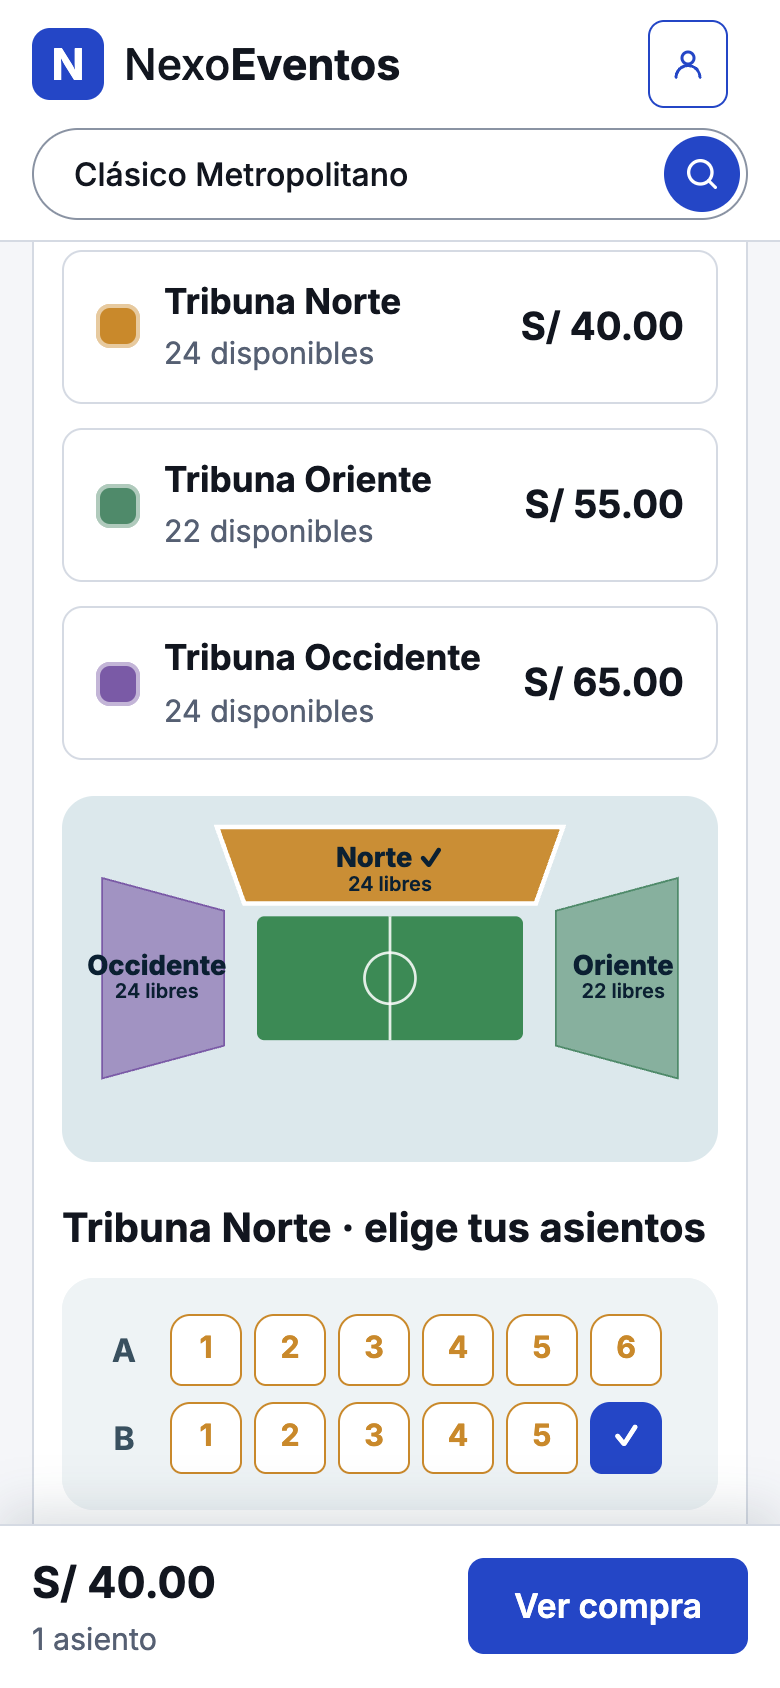 N NexoEventos
Clásico Metropolitano
Tribuna Norte
24 disponibles
S/ 40.00
Tribuna Oriente
22 disponibles
S/ 55.00
Tribuna Occidente
24 disponibles
S/ 65.00
Norte ✓
24 libres
Occidente
24 libres
Oriente
22 libres
Tribuna Norte · elige tus asientos
A 1 2 3 4 5 6
B 1 2 3 4 5 ✓
S/ 40.00
1 asiento
Ver compra